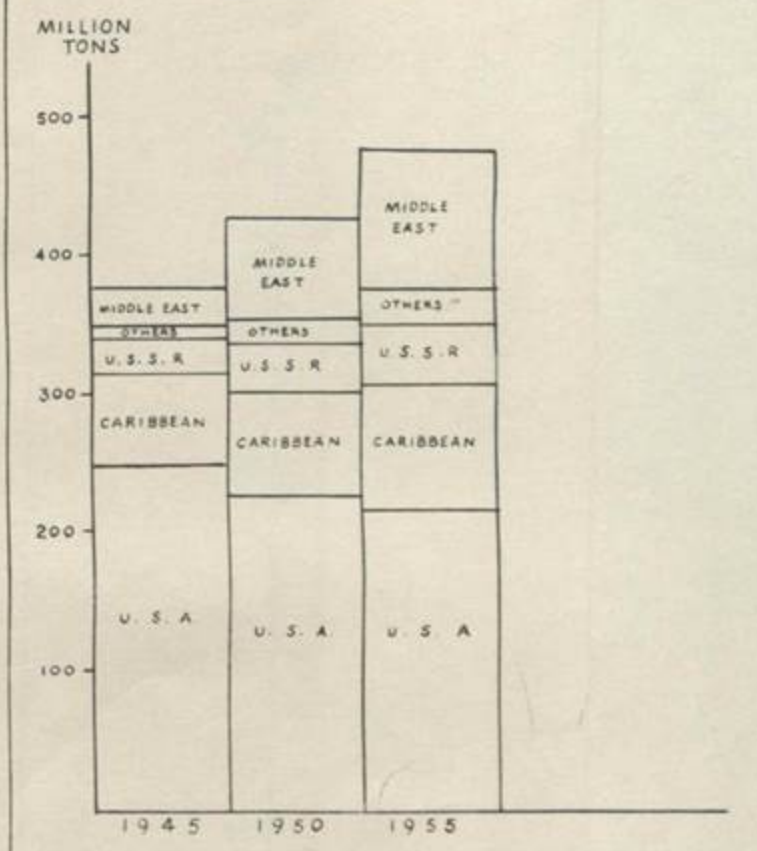 MILLION
TONS
500
400
300
200
100
MIDDLE EAST
OTHERS
U.S.S.R
CARIBBEAN
U.S.A
MIDDLE
EAST
OTHERS
U.S.S.R
CARIBBEAN
U.S.A
MIDDLE
EAST
OTHERS
U.S.S.R
CARIBBEAN
U.S.A
1945 1950 1955